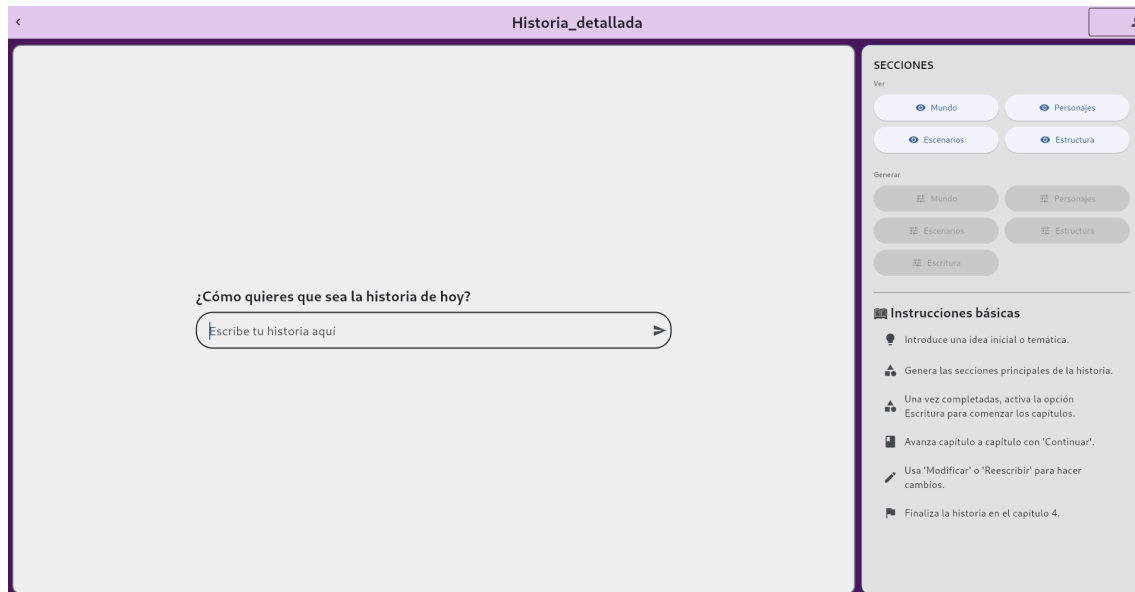 Historia_detallada
¿Cómo quieres que sea la historia de hoy?
Escribe tu historia aquí
SECCIONES
Ver
Mundo
Personajes
Escenarios
Estructura
Generar
Mundo
Personajes
Escenarios
Estructura
Escritura
Instrucciones básicas
Introduce una idea inicial o temática.
Genera las secciones principales de la historia.
Una vez completadas, activa la opción
Escritura para comenzar los capítulos.
Avanza capítulo a capítulo con 'Continuar'.
Usa 'Modificar' o 'Reescribir' para hacer
cambios.
Finaliza la historia en el capítulo 4.